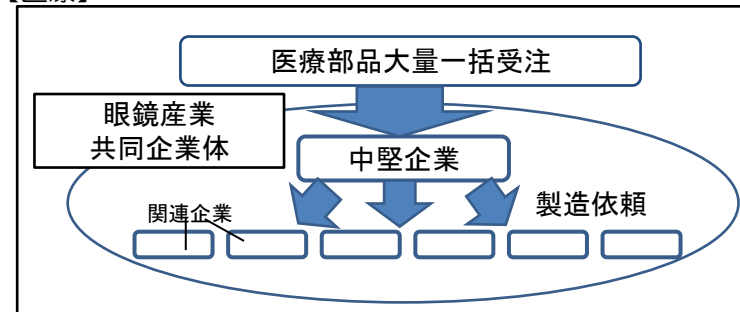 医療部品大量一括受注
眼鏡産業
共同企業体
中堅企業
関連企業
製造依頼